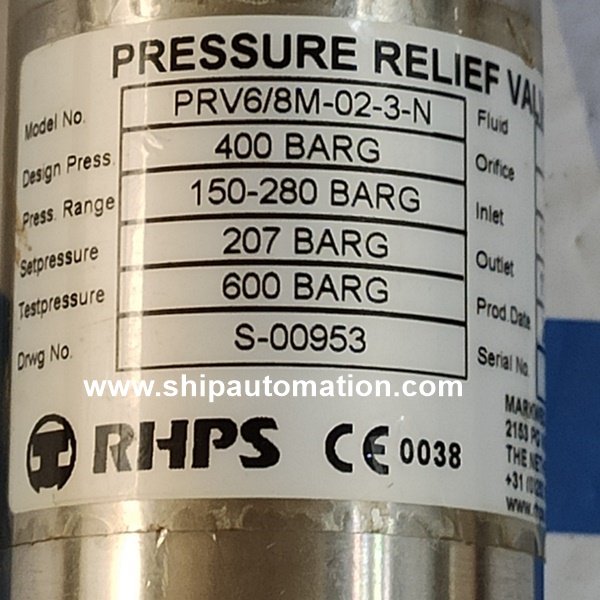 PRESSURE RELIEF
Model No. PRV6/8M-02-3-N Fluid
Design Press. 400 BARG Orifice
Press. Range 150-280 BARG Inlet
Setpressure 207 BARG Outlet
Testpressure 600 BARG Prod.Date
Drwg No. S-00953 Serial No.
www.shipautomation.com
RHPS CE 0038
2153
THE